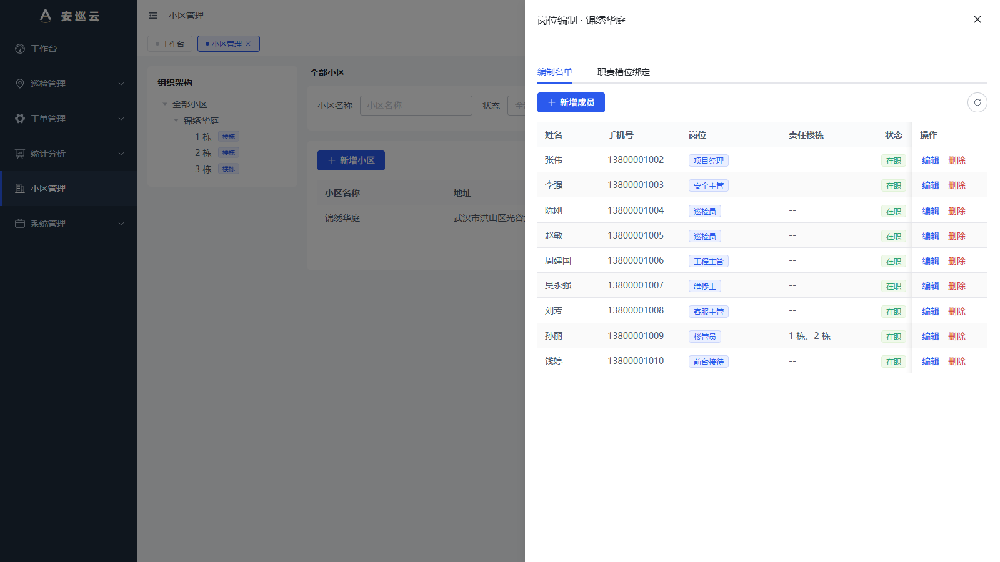 安巡云
工作台
巡检管理
工单管理
统计分析
小区管理
系统管理
小区管理
工作台
小区管理
组织架构
全部小区
锦绣华庭
1 栋 楼栋
2 栋 楼栋
3 栋 楼栋
全部小区
小区名称 小区名称 状态
新增小区
小区名称 地址
锦绣华庭 武汉市洪山区光谷
岗位编制 · 锦绣华庭
编制名单 职责槽位绑定
新增成员
姓名 手机号 岗位 责任楼栋 状态 操作
张伟 13800001002 项目经理 -- 在职 编辑 删除
李强 13800001003 安全主管 -- 在职 编辑 删除
陈刚 13800001004 巡检员 -- 在职 编辑 删除
赵敏 13800001005 巡检员 -- 在职 编辑 删除
周建国 13800001006 工程主管 -- 在职 编辑 删除
吴永强 13800001007 维修工 -- 在职 编辑 删除
刘芳 13800001008 客服主管 -- 在职 编辑 删除
孙丽 13800001009 楼管员 1 栋、2 栋 在职 编辑 删除
钱婷 13800001010 前台接待 -- 在职 编辑 删除